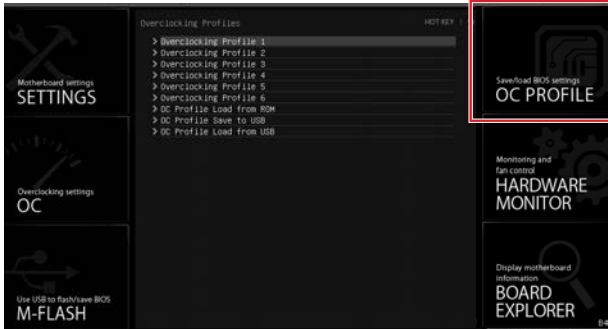 Overclocking Profiles
HOT KEY |
> Overclocking Profile 1
> Overclocking Profile 2
> Overclocking Profile 3
> Overclocking Profile 4
> Overclocking Profile 5
> Overclocking Profile 6
> OC Profile Load from ROM
> OC Profile Save to USB
> OC Profile Load from USB
Motherboard settings
SETTINGS
Overclocking settings
OC
Use USB to flash/save BIOS
M-FLASH
Save/load BIOS settings
OC PROFILE
Monitoring and
fan control
HARDWARE
MONITOR
Display motherboard
information
BOARD
EXPLORER